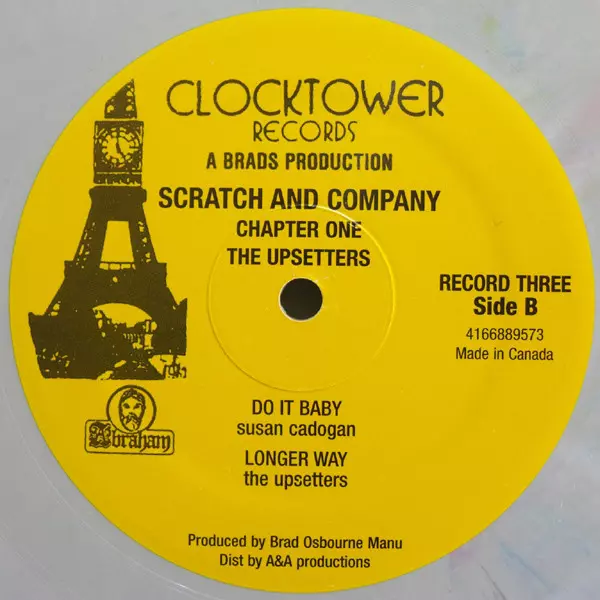 CLOCKTOWER
RECORDS
A BRADS PRODUCTION
SCRATCH AND COMPANY
CHAPTER ONE
THE UPSETTERS
RECORD THREE
Side B
4166889573
Made in Canada
DO IT BABY
susan cadogan
LONGER WAY
the upsetters
Abraham
Produced by Brad Osbourne Manu
Dist by A&A productions